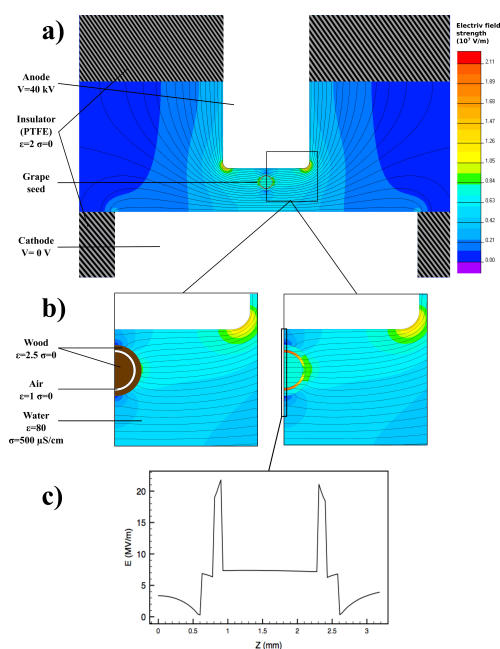 a)
Anode
V=40 kV
Insulator
(PTFE)
ε=2 σ=0
Grape
seed
Cathode
V= 0 V
Electriv field
strength
(10⁷ V/m)
2.11
1.89
1.69
1.47
1.26
1.05
0.84
0.63
0.42
0.21
0.00
b)
Wood
ε=2.5 σ=0
Air
ε=1 σ=0
Water
ε=80
σ=500 µS/cm
c)
E (MV/m)
20
15
10
5
0
0
0.5
1
1.5
2
2.5
3
Z (mm)